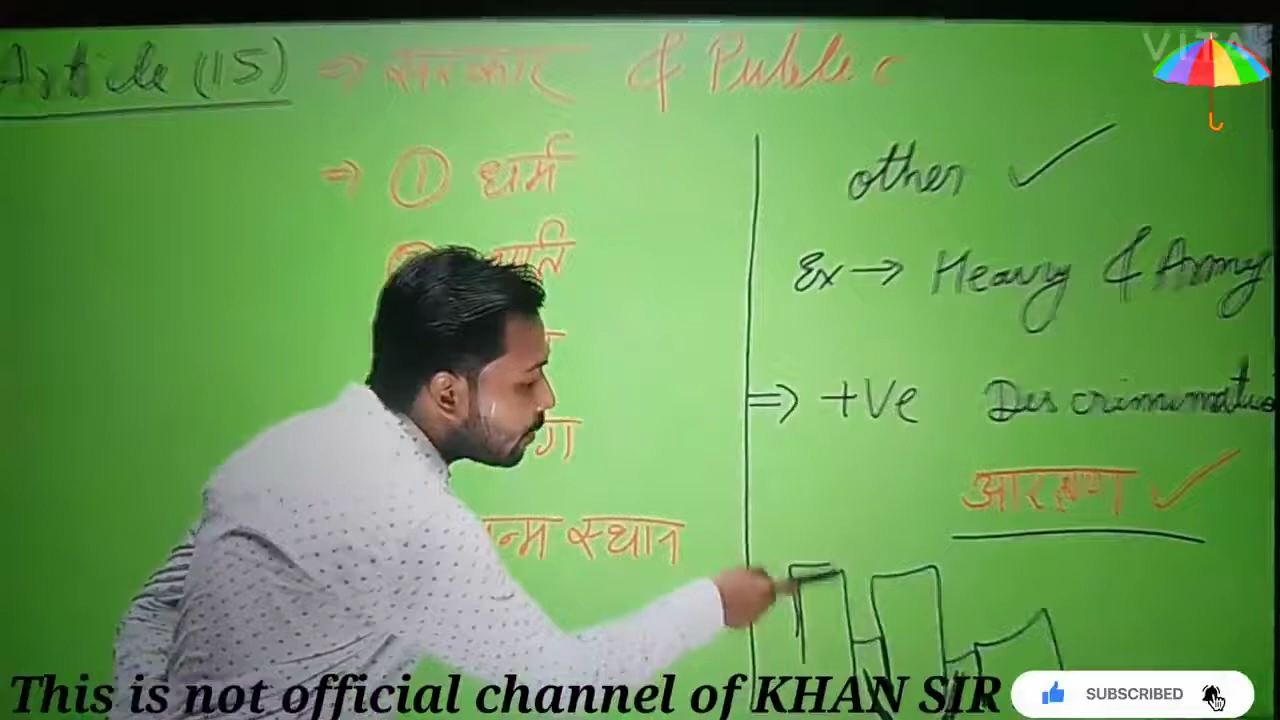 Article (15) ⇒ सरकार & Public
VITA
⇒ ① धर्म
other ✓
Ex → Heavy & Army
⇒ +Ve Discrimination
आरक्षण ✓
जन्म स्थान
This is not official channel of KHAN SIR
SUBSCRIBED